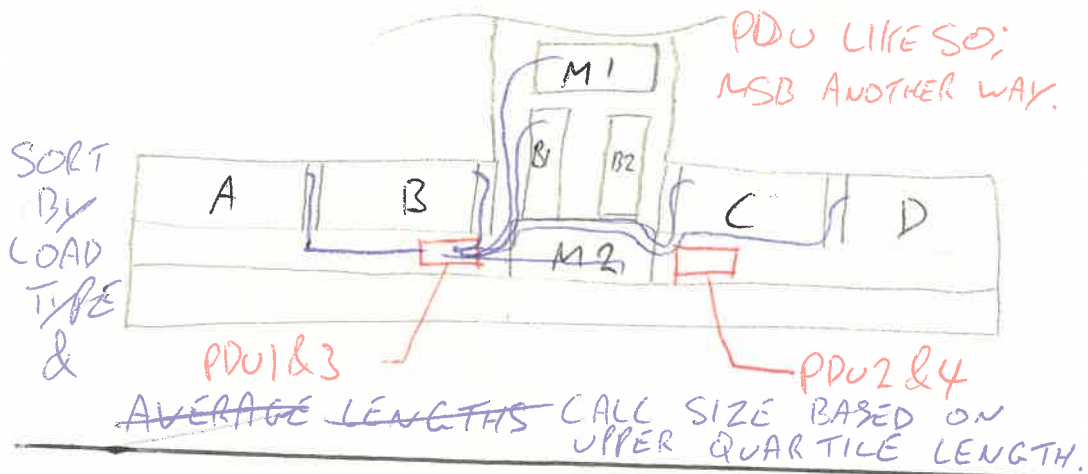 PDU LIKE SO;
MSB ANOTHER WAY.
M1
B1
B2
SORT
BY
LOAD
TYPE
&
A
B
C
D
M2
PDU1&3
PDU2&4
AVERAGE LENGTHS CALC SIZE BASED ON
UPPER QUARTILE LENGTH.